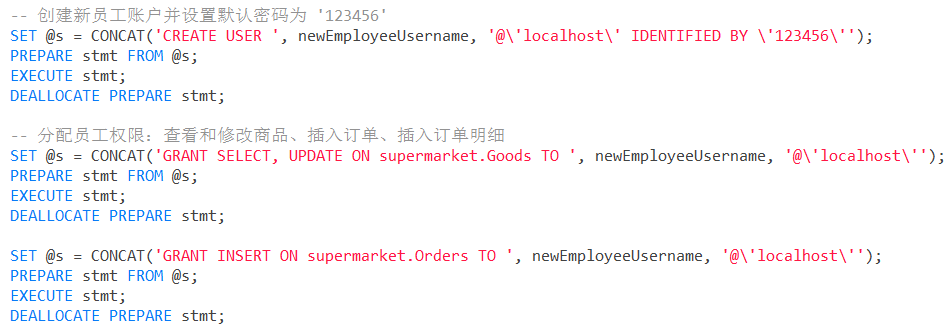 -- 创建新员工账户并设置默认密码为 '123456'
SET @s = CONCAT('CREATE USER ', newEmployeeUsername, '@\'localhost\' IDENTIFIED BY \'123456\'');
PREPARE stmt FROM @s;
EXECUTE stmt;
DEALLOCATE PREPARE stmt;

-- 分配员工权限：查看和修改商品、插入订单、插入订单明细
SET @s = CONCAT('GRANT SELECT, UPDATE ON supermarket.Goods TO ', newEmployeeUsername, '@\'localhost\'');
PREPARE stmt FROM @s;
EXECUTE stmt;
DEALLOCATE PREPARE stmt;

SET @s = CONCAT('GRANT INSERT ON supermarket.Orders TO ', newEmployeeUsername, '@\'localhost\'');
PREPARE stmt FROM @s;
EXECUTE stmt;
DEALLOCATE PREPARE stmt;